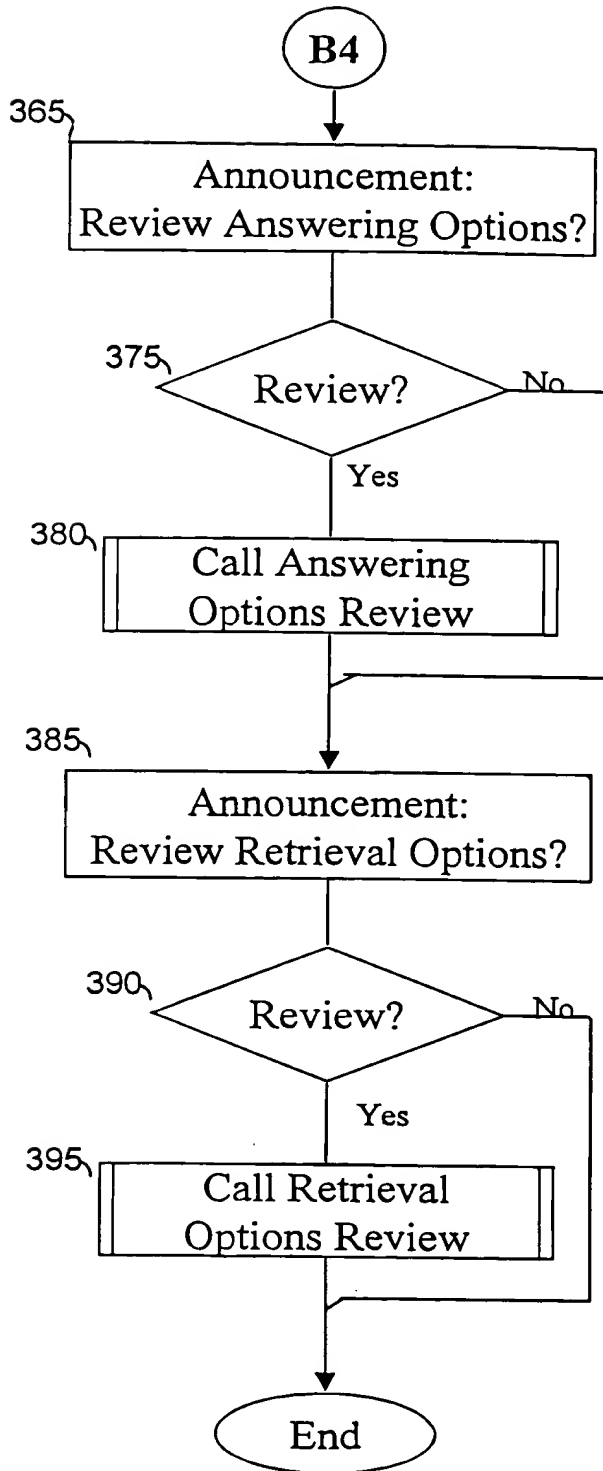 B4
365
Announcement:
Review Answering Options?
375
Review?
No
Yes
380
Call Answering
Options Review
385
Announcement:
Review Retrieval Options?
390
Review?
No
Yes
395
Call Retrieval
Options Review
End